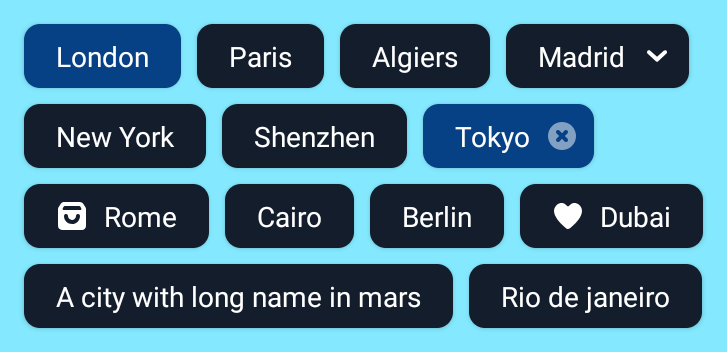 London Paris Algiers Madrid
New York Shenzhen Tokyo
Rome Cairo Berlin Dubai
A city with long name in mars Rio de janeiro